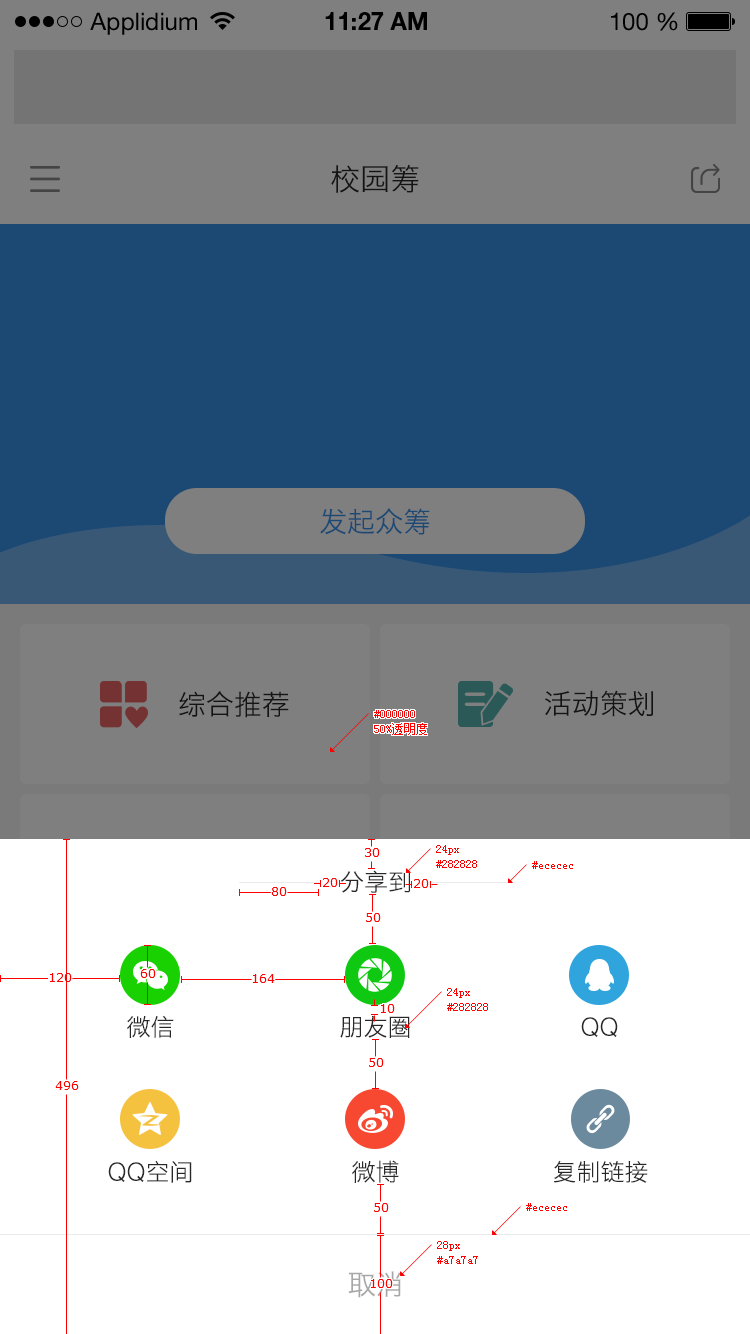 Applidium 11:27 AM 100 %
校园筹
发起众筹
综合推荐
活动策划
#000000
50%透明度
30
24px
#282828
#ececec
20
分享到
20
80
50
120
60
164
10
24px
#282828
微信
朋友圈
QQ
50
496
QQ空间
微博
复制链接
50
#ececec
28px
#a7a7a7
取消
100